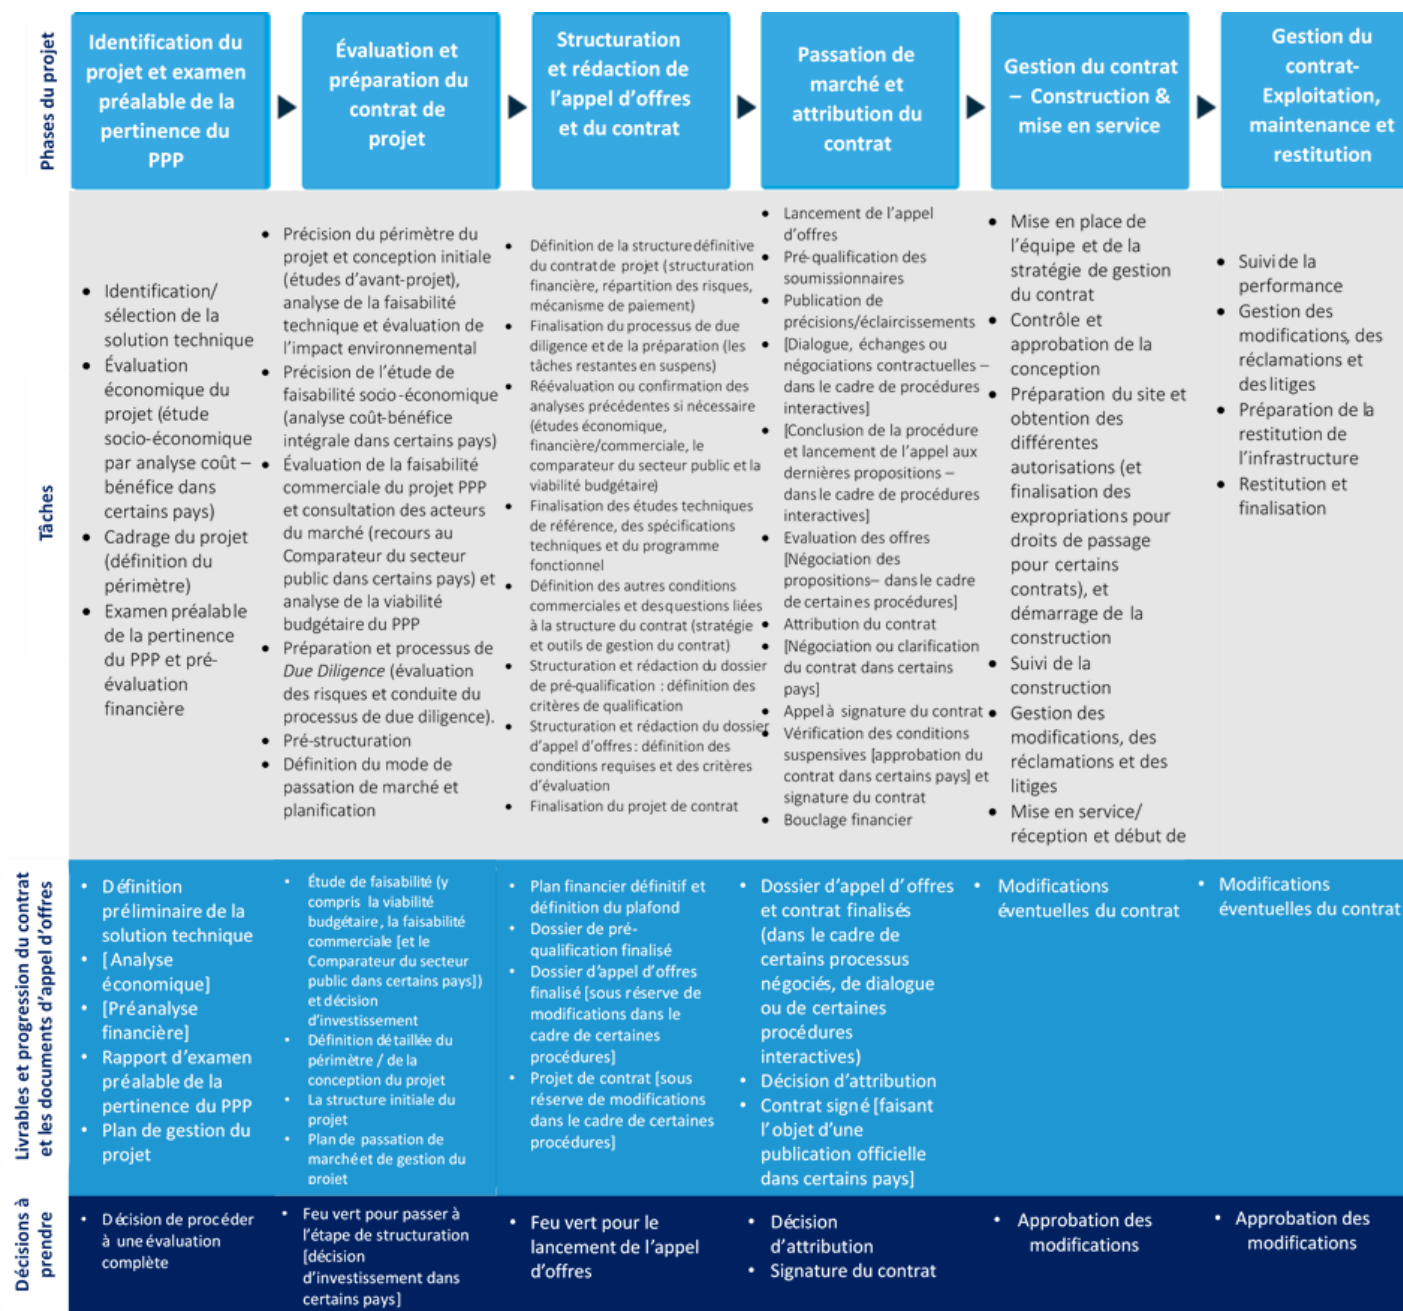 Phases du projet
Identification du
projet et examen
préalable de la
pertinence du
PPP
Évaluation et
préparation du
contrat de
projet
Structuration
et rédaction de
l'appel d'offres
et du contrat
Passation de
marché et
attribution du
contrat
Gestion du contrat
– Construction &
mise en service
Gestion du
contrat-
Exploitation,
maintenance et
restitution
Tâches
• Identification/
sélection de la
solution technique
• Évaluation
économique du
projet (étude
socio-économique
par analyse coût –
bénéfice dans
certains pays)
• Cadrage du projet
(définition du
périmètre)
• Examen préalable
de la pertinence
du PPP et pré-
évaluation
financière
• Précision du périmètre du
projet et conception initiale
(études d'avant-projet),
analyse de la faisabilité
technique et évaluation de
l'impact environnemental
• Précision de l'étude de
faisabilité socio-économique
(analyse coût-bénéfice
intégrale dans certains pays)
• Évaluation de la faisabilité
commerciale du projet PPP
et consultation des acteurs
du marché (recours au
Comparateur du secteur
public dans certains pays) et
analyse de la viabilité
budgétaire du PPP
• Préparation et processus de
Due Diligence (évaluation
des risques et conduite du
processus de due diligence).
• Pré-structuration
• Définition du mode de
passation de marché et
planification
• Définition de la structure définitive
du contrat de projet (structuration
financière, répartition des risques,
mécanisme de paiement)
• Finalisation du processus de due
diligence et de la préparation (les
tâches restantes en suspens)
• Réévaluation ou confirmation des
analyses précédentes si nécessaire
(études économique,
financière/commerciale, le
comparateur du secteur public et la
viabilité budgétaire)
• Finalisation des études techniques
de référence, des spécifications
techniques et du programme
fonctionnel
• Définition des autres conditions
commerciales et des questions liées
à la structure du contrat (stratégie
et outils de gestion du contrat)
• Structuration et rédaction du dossier
de pré-qualification : définition des
critères de qualification
• Structuration et rédaction du dossier
d'appel d'offres : définition des
conditions requises et des critères
d'évaluation
• Finalisation du projet de contrat
• Lancement de l'appel
d'offres
• Pré-qualification des
soumissionnaires
• Publication de
précisions/éclaircissements
• [Dialogue, échanges ou
négociations contractuelles –
dans le cadre de procédures
interactives]
• [Conclusion de la procédure
et lancement de l'appel aux
dernières propositions –
dans le cadre de procédures
interactives]
• Evaluation des offres
[Négociation des
propositions– dans le cadre
de certaines procédures]
• Attribution du contrat
• [Négociation ou clarification
du contrat dans certains
pays]
• Appel à signature du contrat
• Vérification des conditions
suspensives [approbation du
contrat dans certains pays] et
signature du contrat
• Bouclage financier
• Mise en place de
l'équipe et de la
stratégie de gestion
du contrat
• Contrôle et
approbation de la
conception
• Préparation du site et
obtention des
différentes
autorisations (et
finalisation des
expropriations pour
droits de passage
pour certains
contrats), et
démarrage de la
construction
• Suivi de la
construction
• Gestion des
modifications, des
réclamations et des
litiges
• Mise en service/
réception et début de
• Suivi de la
performance
• Gestion des
modifications, des
réclamations et
des litiges
• Préparation de la
restitution de
l'infrastructure
• Restitution et
finalisation
Livrables et progression du contrat
et les documents d'appel d'offres
• Définition
préliminaire de la
solution technique
• [Analyse
économique]
• [Préanalyse
financière]
• Rapport d'examen
préalable de la
pertinence du PPP
• Plan de gestion du
projet
• Étude de faisabilité (y
compris la viabilité
budgétaire, la faisabilité
commerciale [et le
Comparateur du secteur
public dans certains pays])
et décision
d'investissement
• Définition détaillée du
périmètre / de la
conception du projet
• La structure initiale du
projet
• Plan de passation de
marché et de gestion du
projet
• Plan financier définitif et
définition du plafond
• Dossier de pré-
qualification finalisé
• Dossier d'appel d'offres
finalisé [sous réserve de
modifications dans le
cadre de certaines
procédures]
• Projet de contrat [sous
réserve de modifications
dans le cadre de certaines
procédures]
• Dossier d'appel d'offres
et contrat finalisés
(dans le cadre de
certains processus
négociés, de dialogue
ou de certaines
procédures
interactives)
• Décision d'attribution
• Contrat signé [faisant
l'objet d'une
publication officielle
dans certains pays]
• Modifications
éventuelles du contrat
• Modifications
éventuelles du contrat
Décisions à
prendre
• Décision de procéder
à une évaluation
complète
• Feu vert pour passer à
l'étape de structuration
[décision
d'investissement dans
certains pays]
• Feu vert pour le
lancement de l'appel
d'offres
• Décision
d'attribution
• Signature du contrat
• Approbation des
modifications
• Approbation des
modifications